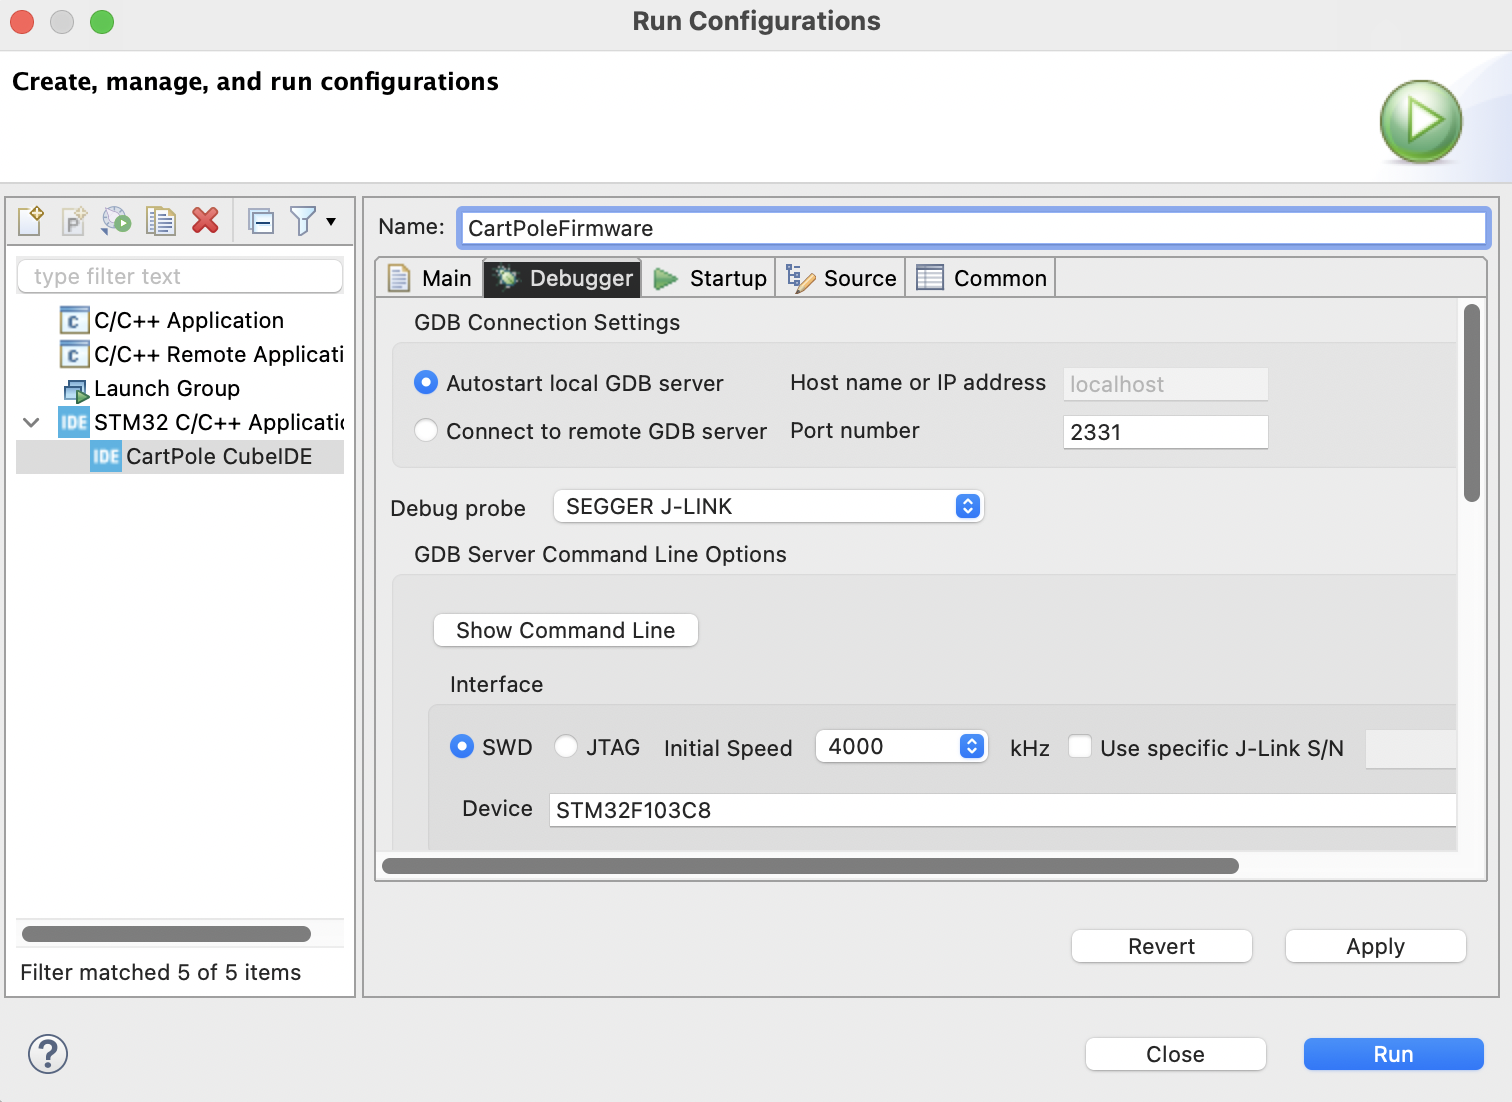 Run Configurations
Create, manage, and run configurations
type filter text
C/C++ Application
C/C++ Remote Applicati
Launch Group
IDE STM32 C/C++ Applicatio
IDE CartPole CubeIDE
Filter matched 5 of 5 items
Name: CartPoleFirmware
Main Debugger Startup Source Common
GDB Connection Settings
Autostart local GDB server Host name or IP address localhost
Connect to remote GDB server Port number 2331
Debug probe SEGGER J-LINK
GDB Server Command Line Options
Show Command Line
Interface
SWD JTAG Initial Speed 4000 kHz Use specific J-Link S/N
Device STM32F103C8
Revert Apply
? Close Run